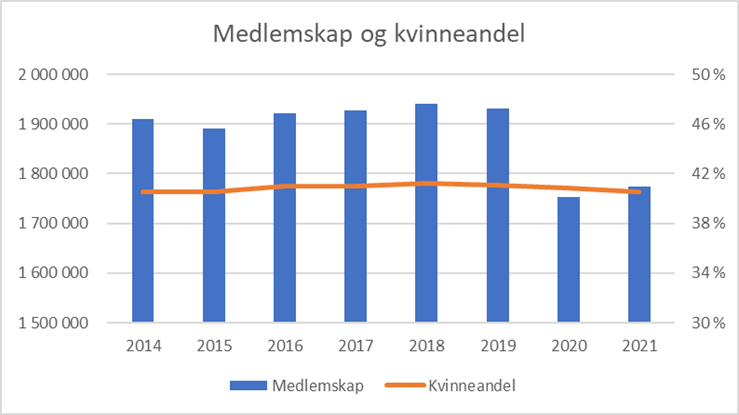 Medlemskap og kvinneandel
2 000 000 50 %
1 900 000 46 %
1 800 000 42 %
1 700 000 38 %
1 600 000 34 %
1 500 000 30 %
2014 2015 2016 2017 2018 2019 2020 2021
Medlemskap Kvinneandel